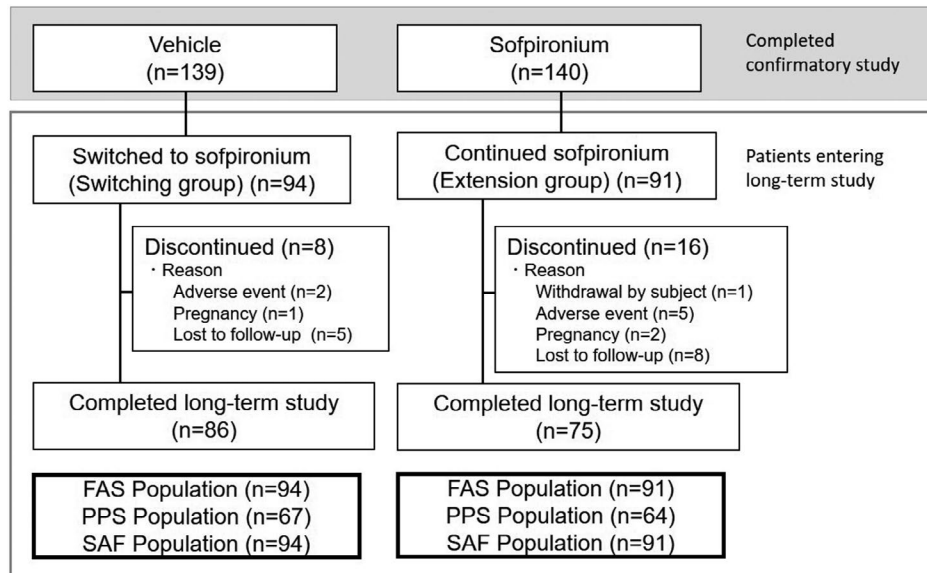 Vehicle
(n=139)
Sofpironium
(n=140)
Completed
confirmatory study
Switched to sofpironium
(Switching group) (n=94)
Continued sofpironium
(Extension group) (n=91)
Patients entering
long-term study
Discontinued (n=8)
・Reason
Adverse event (n=2)
Pregnancy (n=1)
Lost to follow-up (n=5)
Discontinued (n=16)
・Reason
Withdrawal by subject (n=1)
Adverse event (n=5)
Pregnancy (n=2)
Lost to follow-up (n=8)
Completed long-term study
(n=86)
Completed long-term study
(n=75)
FAS Population (n=94)
PPS Population (n=67)
SAF Population (n=94)
FAS Population (n=91)
PPS Population (n=64)
SAF Population (n=91)